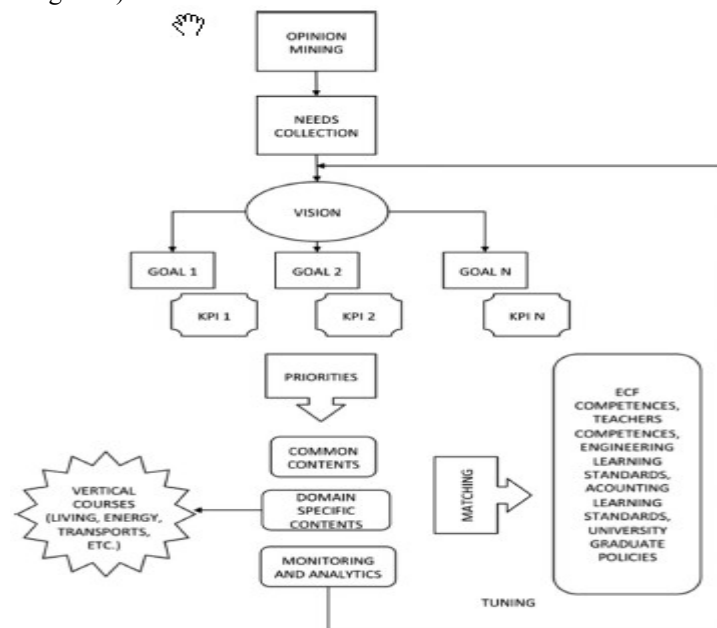 OPINION
MINING
NEEDS
COLLECTION
VISION
GOAL 1
GOAL 2
GOAL N
KPI 1
KPI 2
KPI N
PRIORITIES
COMMON
CONTENTS
DOMAIN
SPECIFIC
CONTENTS
MONITORING
AND ANALYTICS
VERTICAL
COURSES
(LIVING, ENERGY,
TRANSPORTS,
ETC.)
MATCHING
ECF
COMPETENCES,
TEACHERS
COMPETENCES,
ENGINEERING
LEARNING
STANDARDS,
ACOUNTING
LEARNING
STANDARDS,
UNIVERSITY
GRADUATE
POLICIES
TUNING